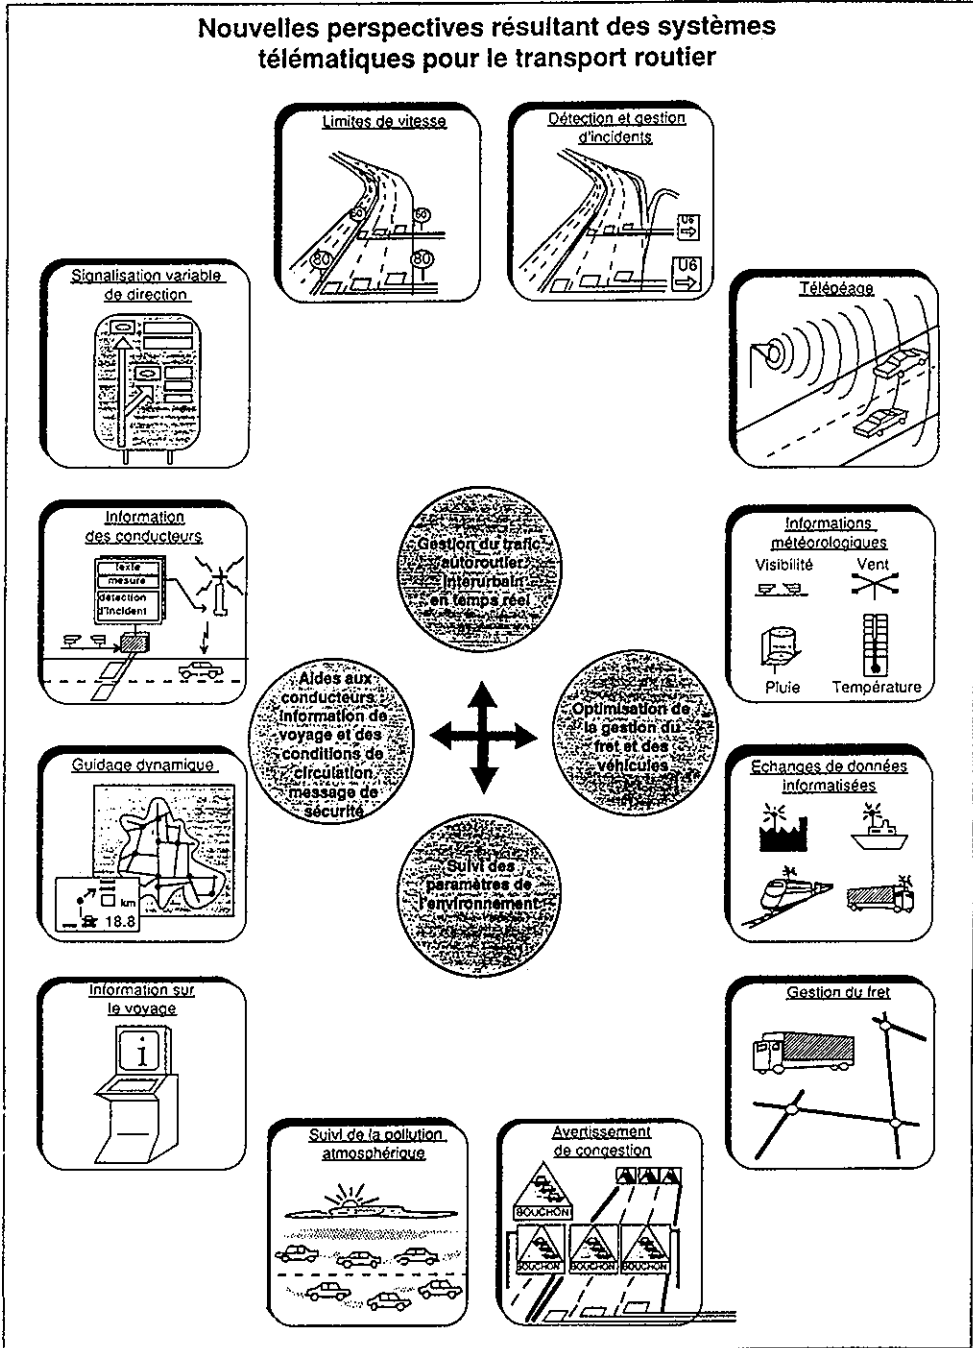 Nouvelles perspectives résultant des systèmes
télématiques pour le transport routier
Limites de vitesse
60
60
80
80
Détection et gestion
d'incidents
U6
U6
Signalisation variable
de direction
Télépéage
Information
des conducteurs
texte
mesure
détection
d'incident
Gestion du trafic
autoroutier
interurbain
en temps réel
Informations
météorologiques
Visibilité
Vent
Pluie
Température
Aides aux
conducteurs :
information de
voyage et des
conditions de
circulation
message de
sécurité
Optimisation de
la gestion du
fret et des
véhicules
Guidage dynamique
km
18.8
Echanges de données
informatisées
Suivi des
paramètres de
l'environnement
Information sur
le voyage
i
Gestion du fret
Suivi de la pollution
atmosphérique
Avertissement
de congestion
BOUCHON
BOUCHON
BOUCHON
BOUCHON